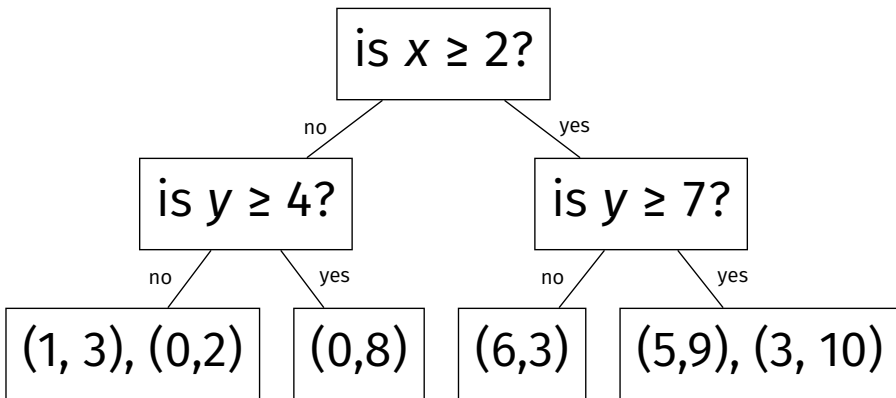 is x ≥ 2?
no
yes
is y ≥ 4?
is y ≥ 7?
no
yes
no
yes
(1, 3), (0,2)
(0,8)
(6,3)
(5,9), (3, 10)